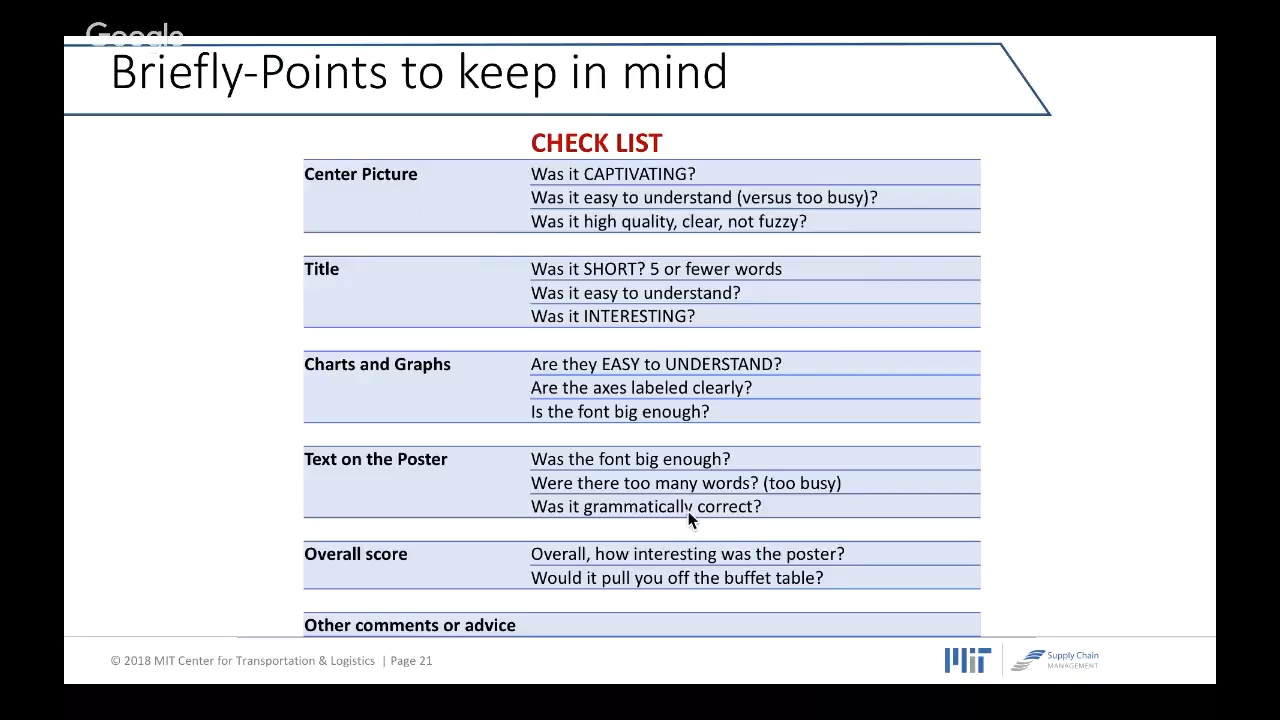 Google
Briefly-Points to keep in mind
CHECK LIST
Center Picture Was it CAPTIVATING?
Was it easy to understand (versus too busy)?
Was it high quality, clear, not fuzzy?
Title Was it SHORT? 5 or fewer words
Was it easy to understand?
Was it INTERESTING?
Charts and Graphs Are they EASY to UNDERSTAND?
Are the axes labeled clearly?
Is the font big enough?
Text on the Poster Was the font big enough?
Were there too many words? (too busy)
Was it grammatically correct?
Overall score Overall, how interesting was the poster?
Would it pull you off the buffet table?
Other comments or advice
© 2018 MIT Center for Transportation & Logistics | Page 21
MIT
Supply Chain
MANAGEMENT